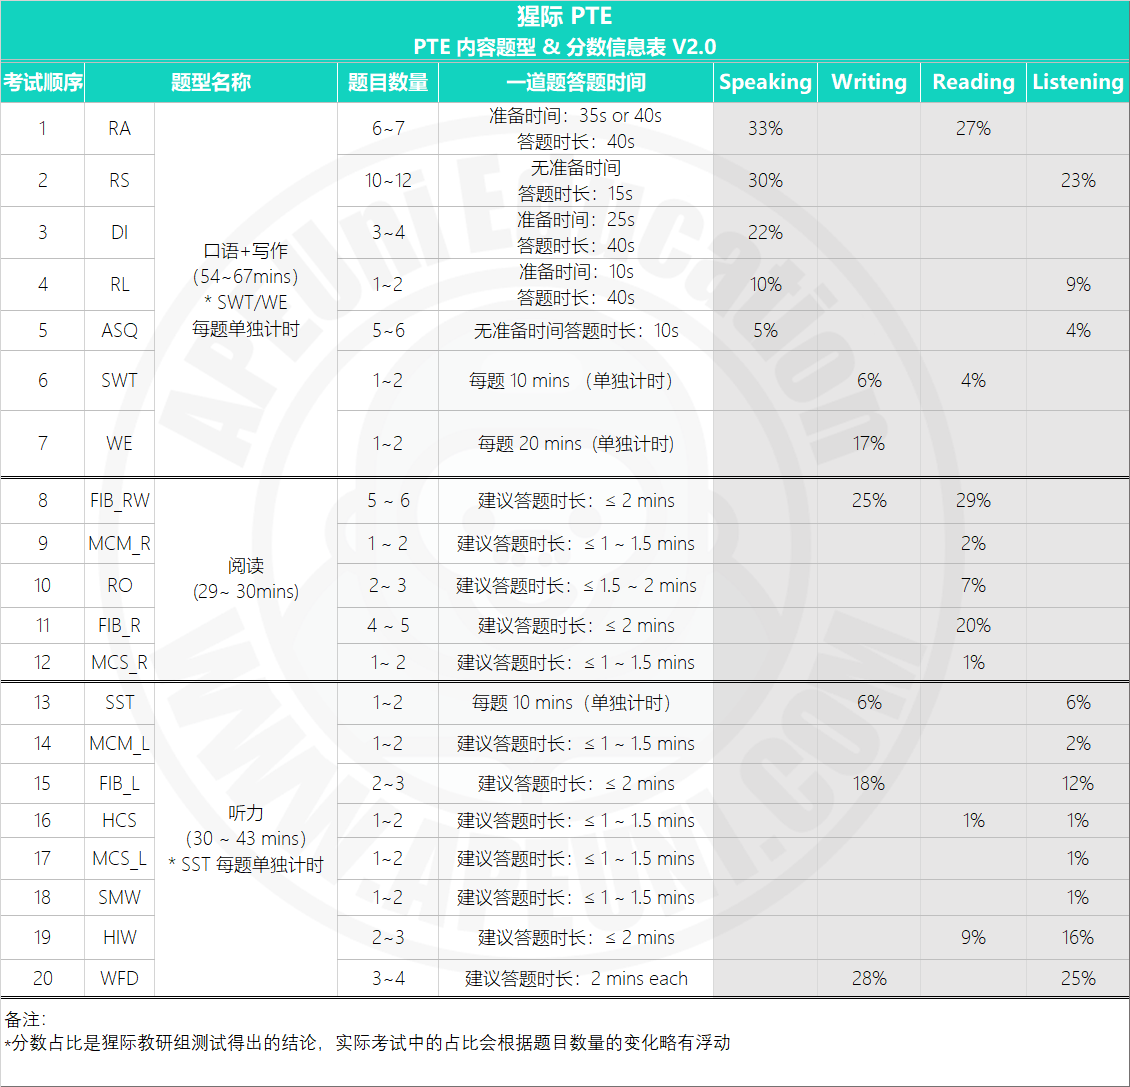 猩际 PTE
PTE 内容题型 & 分数信息表 V2.0
考试顺序 题型名称 题目数量 一道题答题时间 Speaking Writing Reading Listening
1 RA 6~7 准备时间：35s or 40s 答题时长：40s 33% 27%
2 RS 10~12 无准备时间 答题时长：15s 30% 23%
3 DI 3~4 准备时间：25s 答题时长：40s 22%
4 RL 1~2 准备时间：10s 答题时长：40s 10% 9%
5 ASQ 5~6 无准备时间答题时长：10s 5% 4%
6 SWT 1~2 每题 10 mins （单独计时） 6% 4%
7 WE 1~2 每题 20 mins (单独计时) 17%
口语+写作
（54~67mins）
* SWT/WE
每题单独计时
8 FIB_RW 5 ~ 6 建议答题时长：≤ 2 mins 25% 29%
9 MCM_R 1 ~ 2 建议答题时长：≤ 1 ~ 1.5 mins 2%
10 RO 2~ 3 建议答题时长：≤ 1.5 ~ 2 mins 7%
11 FIB_R 4 ~ 5 建议答题时长：≤ 2 mins 20%
12 MCS_R 1~ 2 建议答题时长：≤ 1 ~ 1.5 mins 1%
阅读
(29~ 30mins)
13 SST 1~2 每题 10 mins（单独计时） 6% 6%
14 MCM_L 1~2 建议答题时长：≤ 1 ~ 1.5 mins 2%
15 FIB_L 2~3 建议答题时长：≤ 2 mins 18% 12%
16 HCS 1~2 建议答题时长：≤ 1 ~ 1.5 mins 1% 1%
17 MCS_L 1~2 建议答题时长：≤ 1 ~ 1.5 mins 1%
18 SMW 1~2 建议答题时长：≤ 1 ~ 1.5 mins 1%
19 HIW 2~3 建议答题时长：≤ 2 mins 9% 16%
20 WFD 3~4 建议答题时长：2 mins each 28% 25%
听力
（30 ~ 43 mins）
* SST 每题单独计时
备注：
*分数占比是猩际教研组测试得出的结论，实际考试中的占比会根据题目数量的变化略有浮动
APEUni Education
WWW.APEUNI.COM